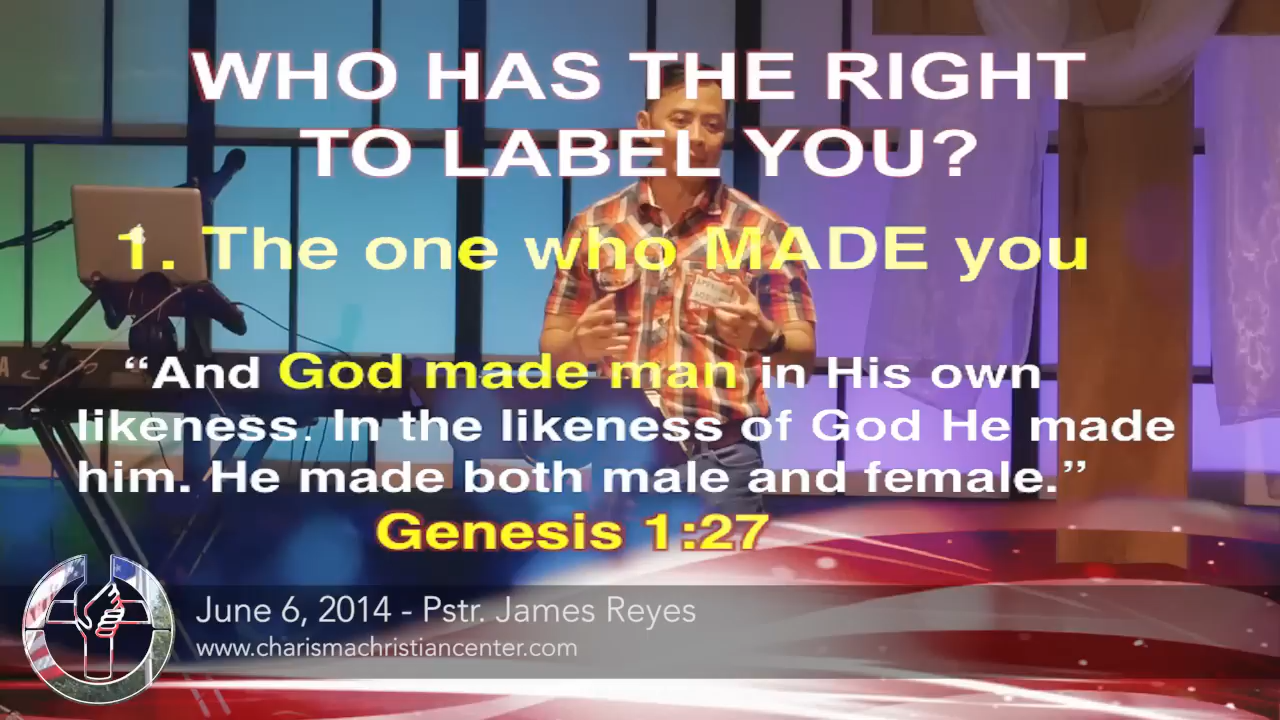 WHO HAS THE RIGHT
TO LABEL YOU?
1. The one who MADE you
“And God made man in His own
likeness. In the likeness of God He made
him. He made both male and female.”
Genesis 1:27
June 6, 2014 - Pstr. James Reyes
www.charismachristiancenter.com